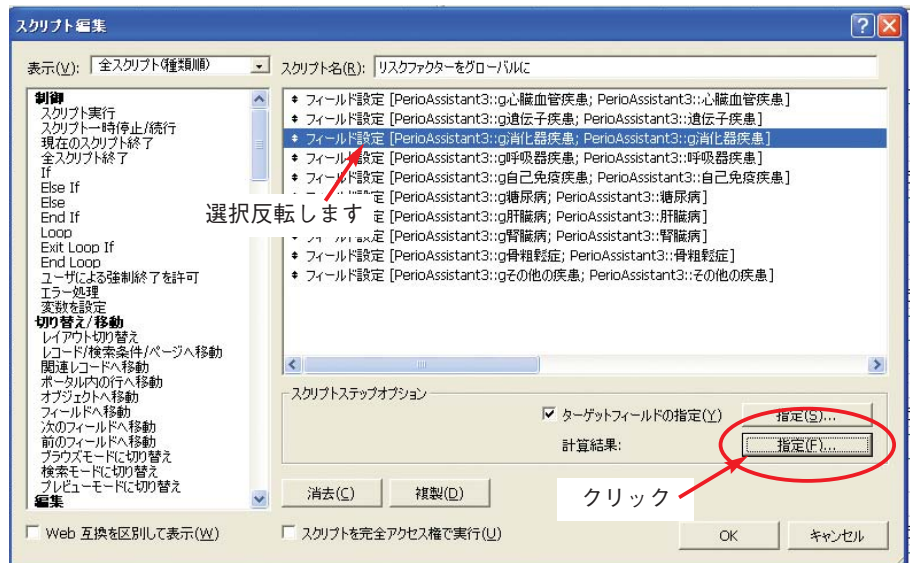 スクリプト編集
表示(V): 全スクリプト(種類順)
スクリプト名(R): リスクファクターをグローバルに
制御
スクリプト実行
スクリプト一時停止/続行
現在のスクリプト終了
全スクリプト終了
If
Else If
Else
End If
Loop
Exit Loop If
End Loop
ユーザによる強制終了を許可
エラー処理
変数を設定
切り替え/移動
レイアウト切り替え
レコード/検索条件/ページへ移動
関連レコードへ移動
ポータル内の行へ移動
オブジェクトへ移動
フィールドへ移動
次のフィールドへ移動
前のフィールドへ移動
ブラウズモードに切り替え
検索モードに切り替え
プレビューモードに切り替え
編集
フィールド設定 [PerioAssistant3::g心臓血管疾患; PerioAssistant3::心臓血管疾患]
フィールド設定 [PerioAssistant3::g遺伝子疾患; PerioAssistant3::遺伝子疾患]
フィールド設定 [PerioAssistant3::g消化器疾患; PerioAssistant3::g消化器疾患]
フィールド設定 [PerioAssistant3::g呼吸器疾患; PerioAssistant3::呼吸器疾患]
フィールド設定 [PerioAssistant3::g自己免疫疾患; PerioAssistant3::自己免疫疾患]
定 [PerioAssistant3::g糖尿病; PerioAssistant3::糖尿病]
選択反転します
定 [PerioAssistant3::g肝臓病; PerioAssistant3::肝臓病]
フィールド設定 [PerioAssistant3::g腎臓病; PerioAssistant3::腎臓病]
フィールド設定 [PerioAssistant3::g骨粗鬆症; PerioAssistant3::骨粗鬆症]
フィールド設定 [PerioAssistant3::gその他の疾患; PerioAssistant3::その他の疾患]
スクリプトステップオプション
ターゲットフィールドの指定(Y) 指定(S)...
計算結果: 指定(F)...
消去(C) 複製(D)
クリック
Web 互換を区別して表示(W)
スクリプトを完全アクセス権で実行(U)
OK キャンセル